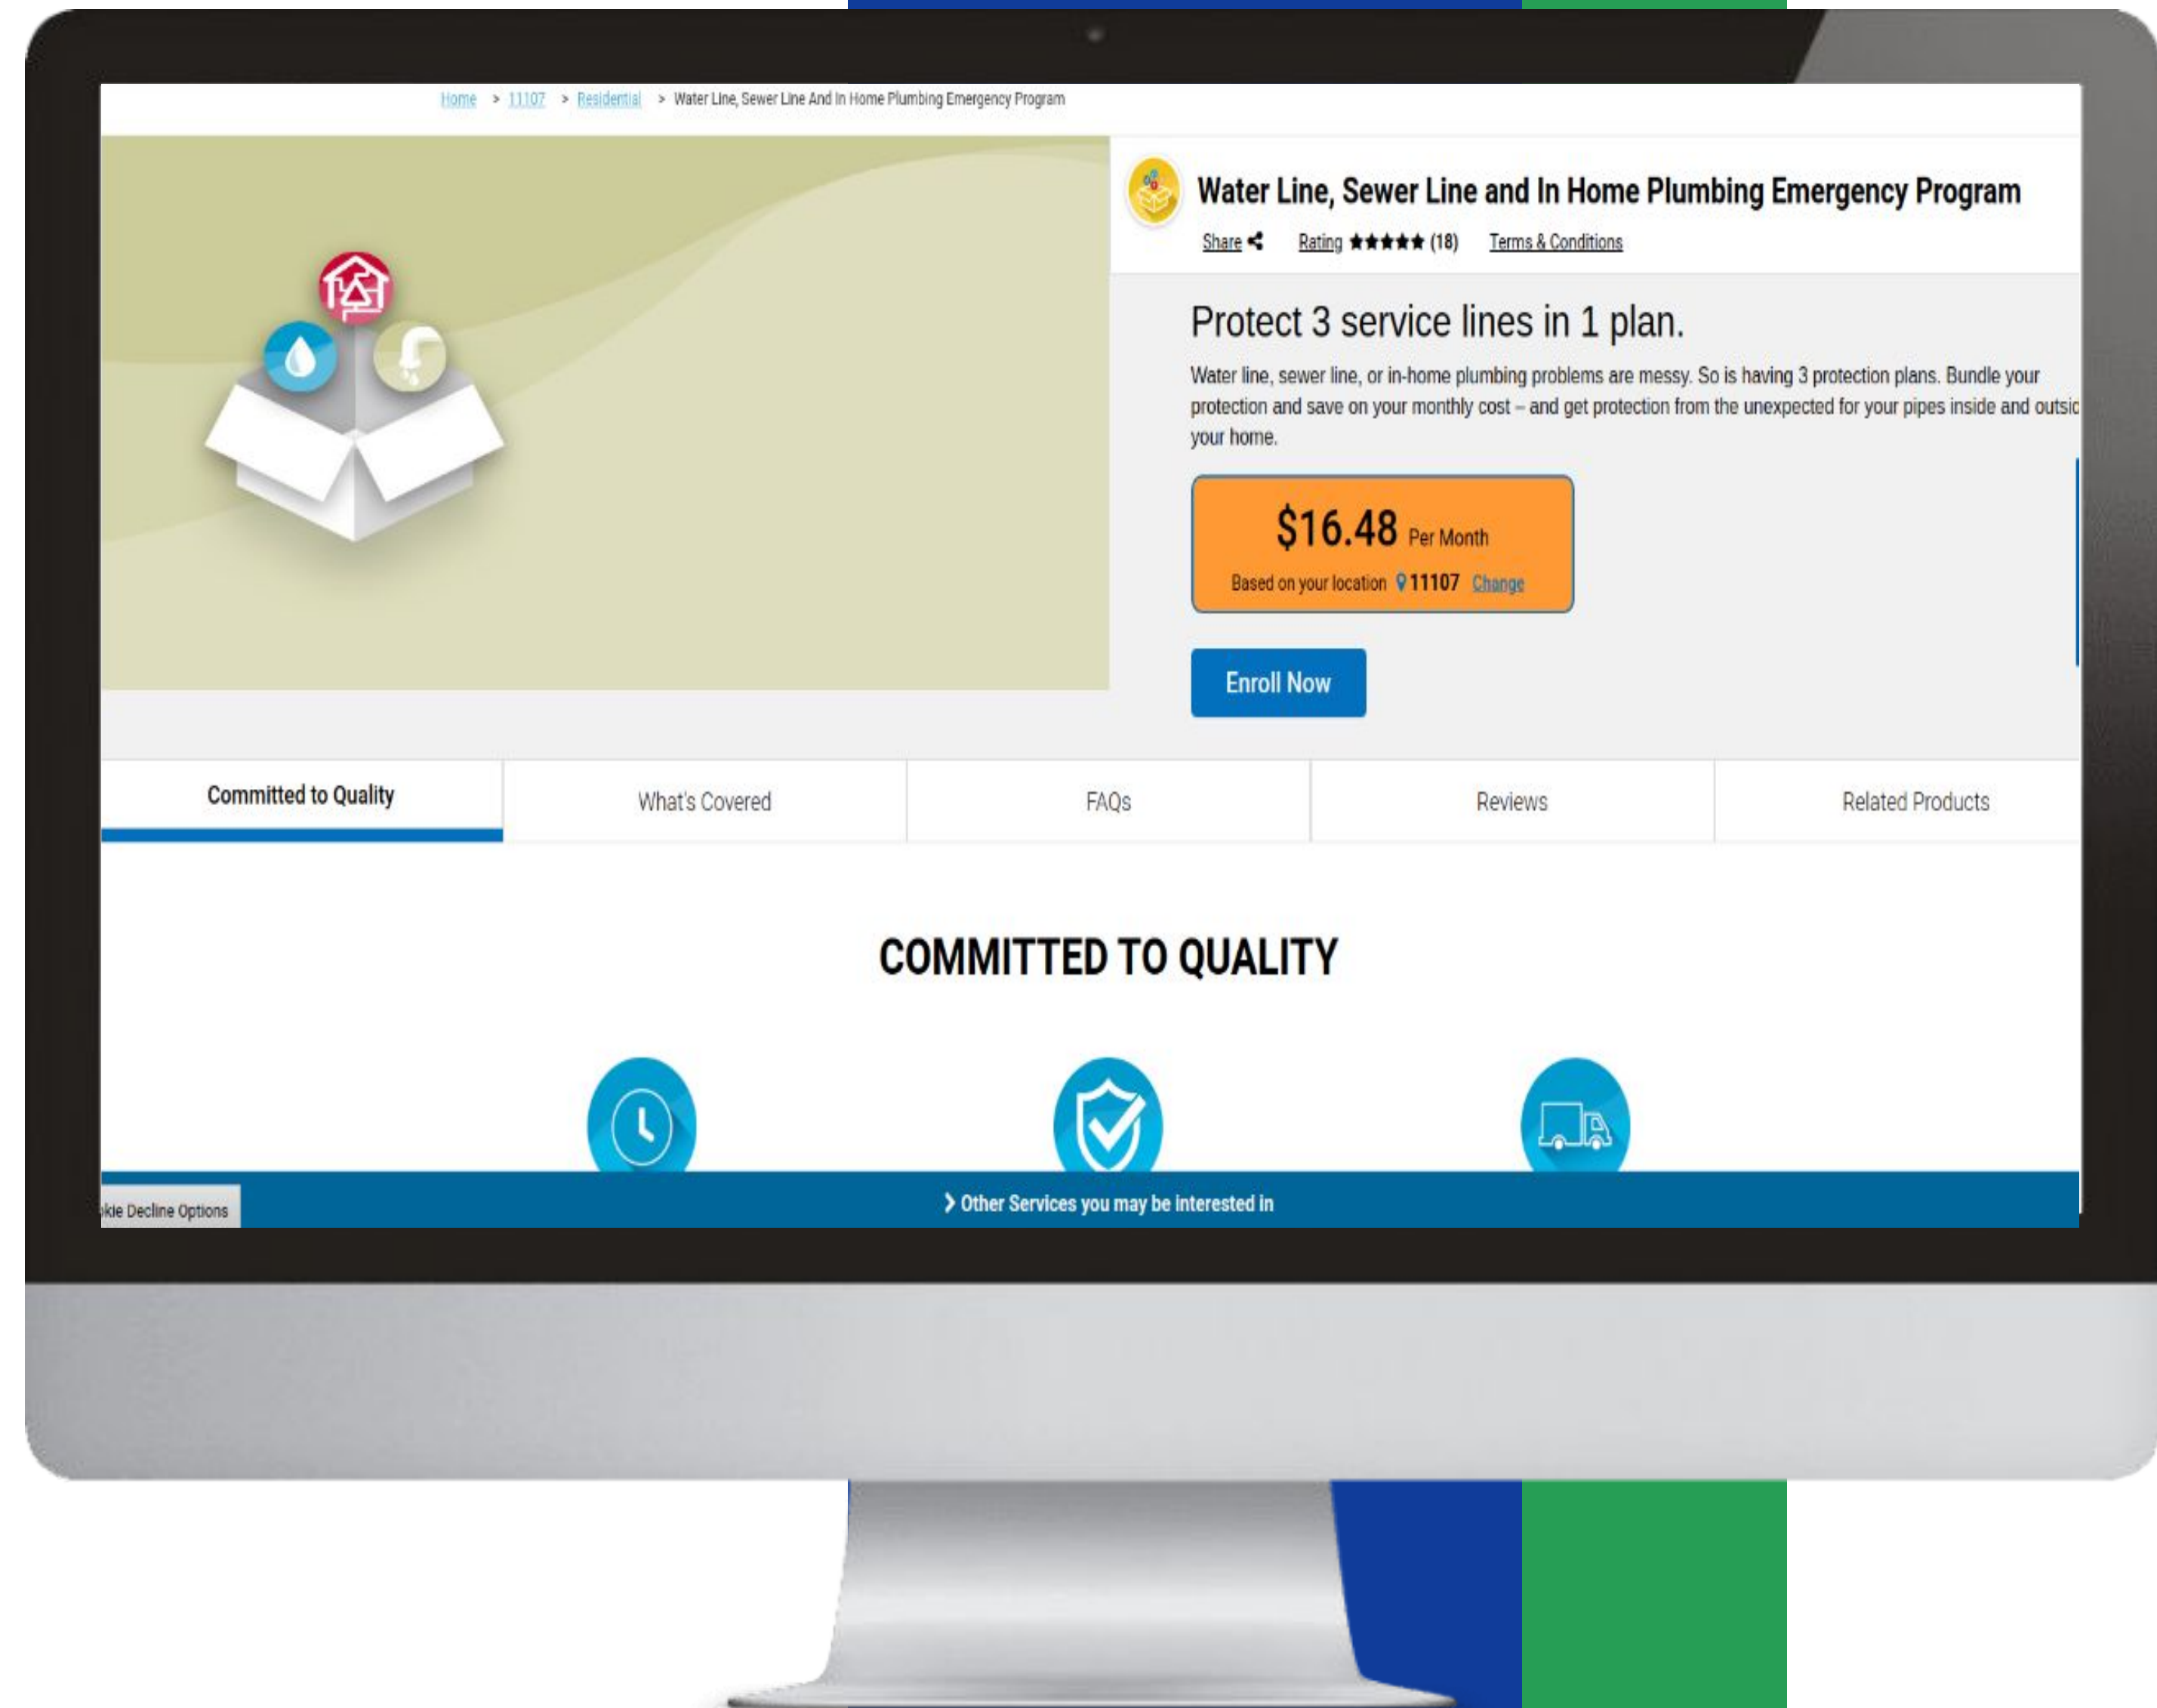 Home > 11107 > Residential > Water Line, Sewer Line And In Home Plumbing Emergency Program
Water Line, Sewer Line and In Home Plumbing Emergency Program
Share Rating ★★★★★ (18) Terms & Conditions
Protect 3 service lines in 1 plan.
Water line, sewer line, or in-home plumbing problems are messy. So is having 3 protection plans. Bundle your
protection and save on your monthly cost – and get protection from the unexpected for your pipes inside and outsid
your home.
$16.48 Per Month
Based on your location 11107 Change
Enroll Now
Committed to Quality
What's Covered
FAQs
Reviews
Related Products
COMMITTED TO QUALITY
Other Services you may be interested in
okie Decline Options